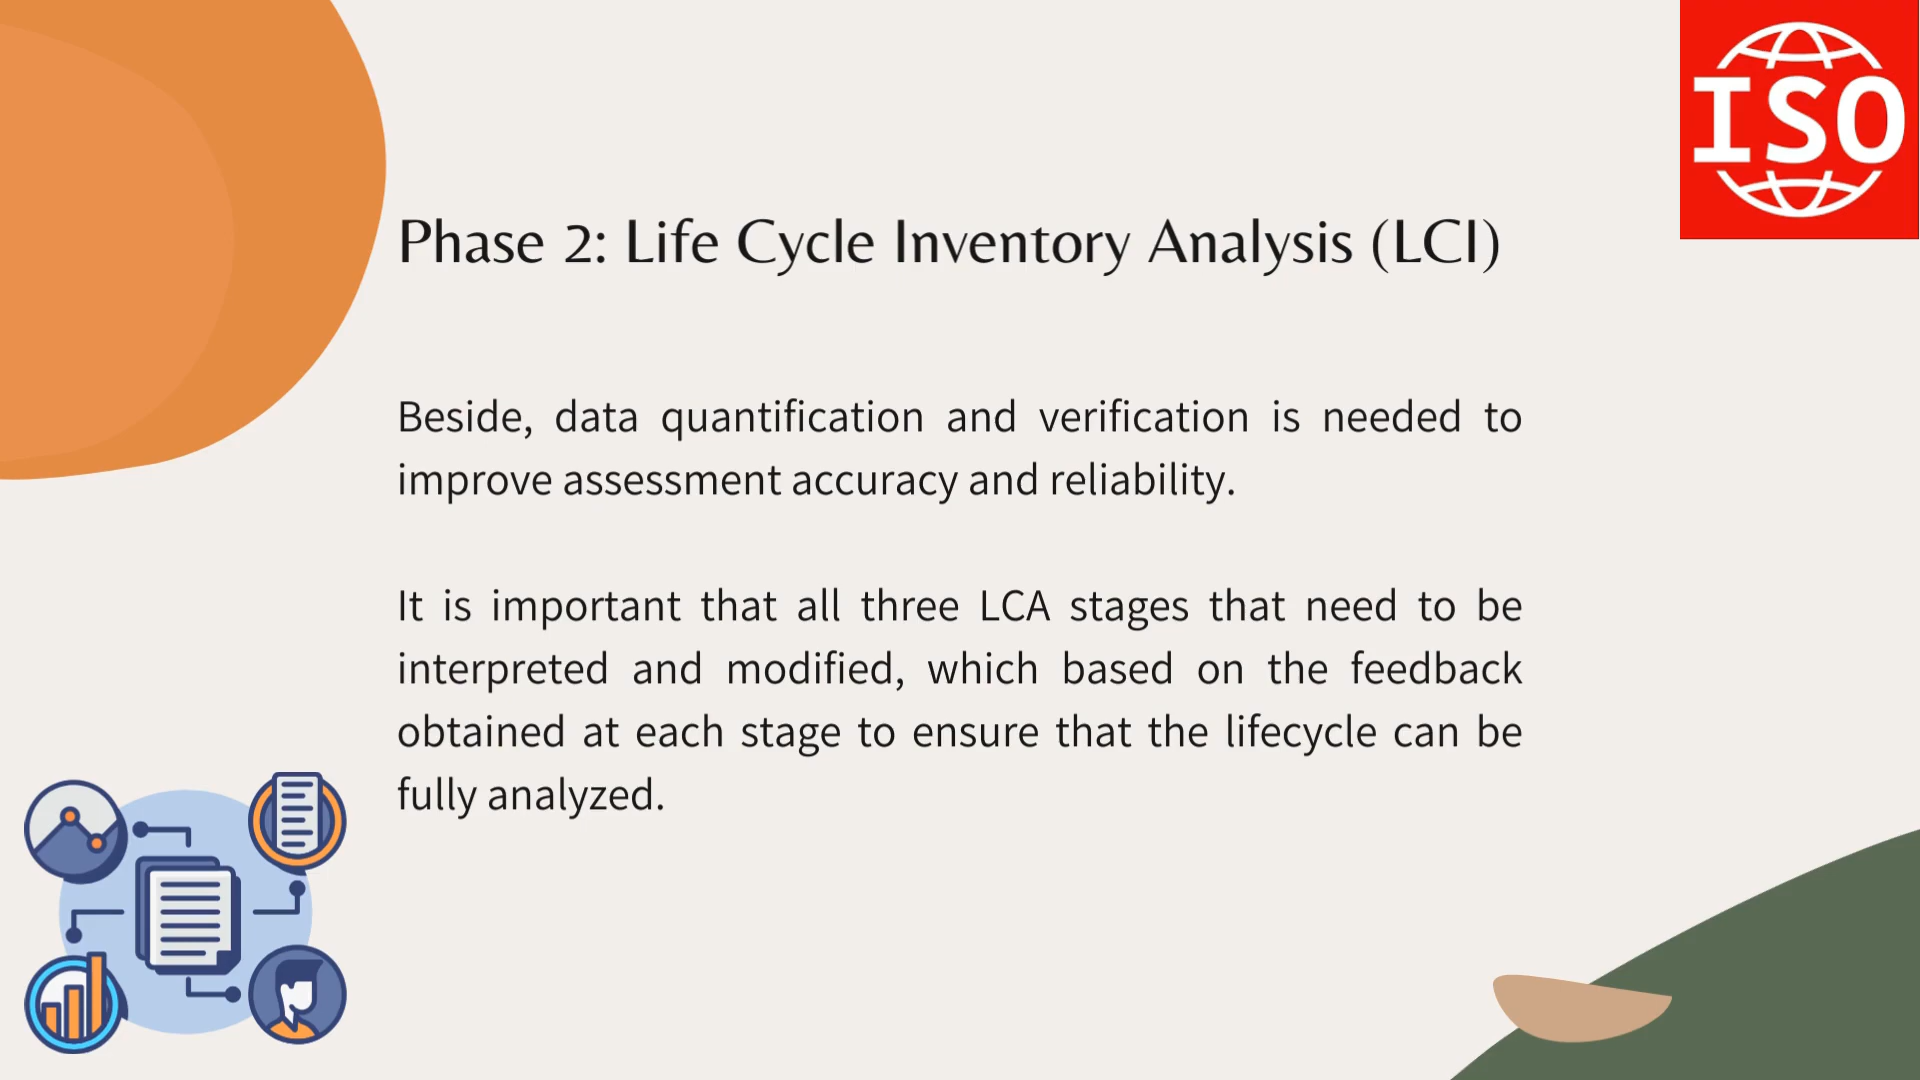 ISO
Phase 2: Life Cycle Inventory Analysis (LCI)
Beside, data quantification and verification is needed to
improve assessment accuracy and reliability.
It is important that all three LCA stages that need to be
interpreted and modified, which based on the feedback
obtained at each stage to ensure that the lifecycle can be
fully analyzed.